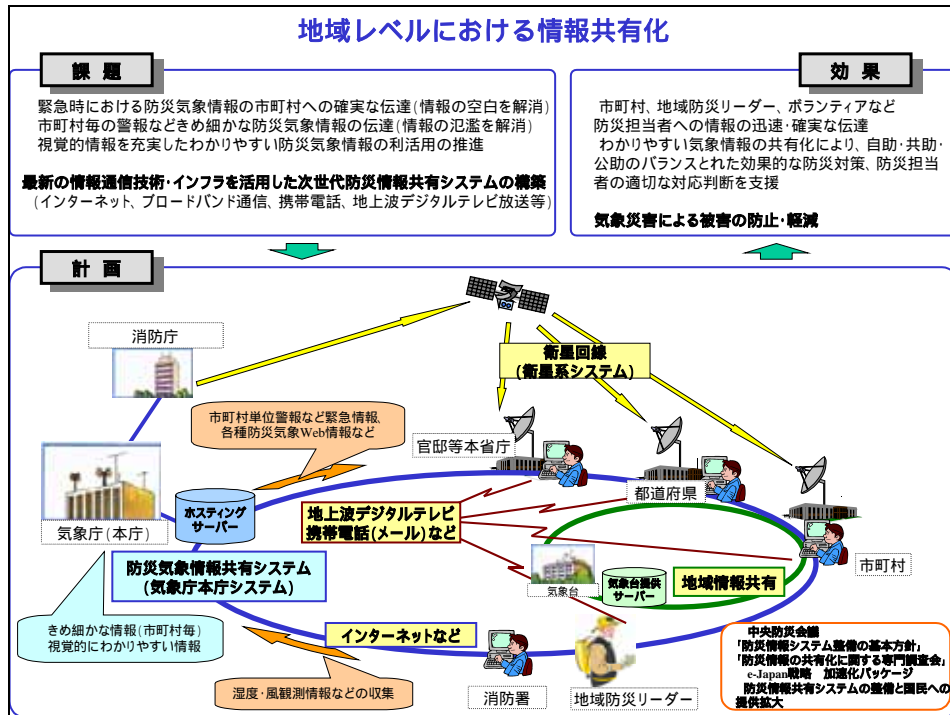 地域レベルにおける情報共有化
課 題
緊急時における防災気象情報の市町村への確実な伝達(情報の空白を解消)
市町村毎の警報などきめ細かな防災気象情報の伝達(情報の氾濫を解消)
視覚的情報を充実したわかりやすい防災気象情報の利活用の推進
最新の情報通信技術・インフラを活用した次世代防災情報共有システムの構築
(インターネット、ブロードバンド通信、携帯電話、地上波デジタルテレビ放送等)
効 果
市町村、地域防災リーダー、ボランティアなど
防災担当者への情報の迅速・確実な伝達
わかりやすい気象情報の共有化により、自助・共助・
公助のバランスとれた効果的な防災対策、防災担当
者の適切な対応判断を支援
気象災害による被害の防止・軽減
計 画
消防庁
衛星回線
(衛星系システム)
市町村単位警報など緊急情報、
各種防災気象Web情報など
官邸等本省庁
都道府県
ホスティング
サーバー
気象庁(本庁)
地上波デジタルテレビ
携帯電話(メール)など
市町村
防災気象情報共有システム
(気象庁本庁システム)
気象台
気象台提供
サーバー
地域情報共有
きめ細かな情報(市町村毎)
視覚的にわかりやすい情報
インターネットなど
湿度・風観測情報などの収集
消防署
地域防災リーダー
中央防災会議
「防災情報システム整備の基本方針」
「防災情報の共有化に関する専門調査会」
e-Japan戦略 加速化パッケージ
防災情報共有システムの整備と国民への
提供拡大